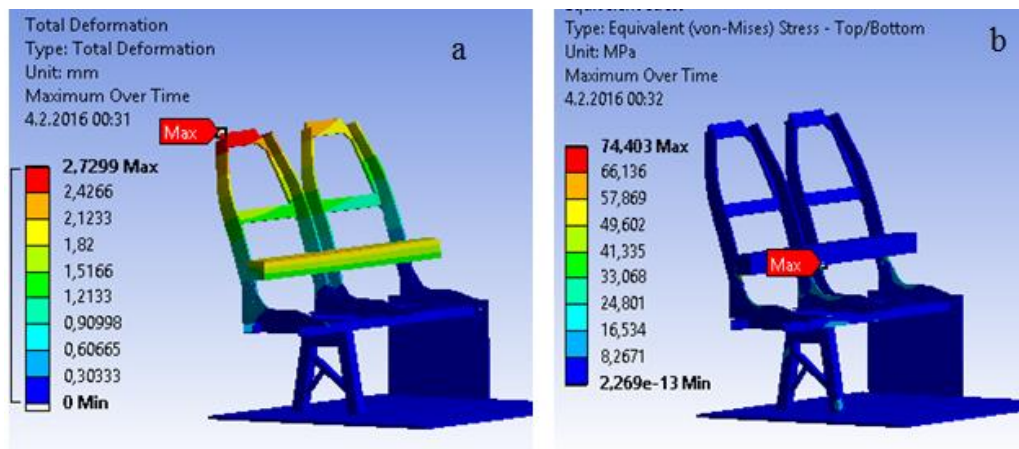 Total Deformation
Type: Total Deformation
Unit: mm
Maximum Over Time
4.2.2016 00:31
a
Max
2,7299 Max
2,4266
2,1233
1,82
1,5166
1,2133
0,90998
0,60665
0,30333
0 Min
Type: Equivalent (von-Mises) Stress - Top/Bottom
Unit: MPa
Maximum Over Time
4.2.2016 00:32
b
74,403 Max
66,136
57,869
49,602
41,335
33,068
24,801
16,534
8,2671
2,269e-13 Min
Max